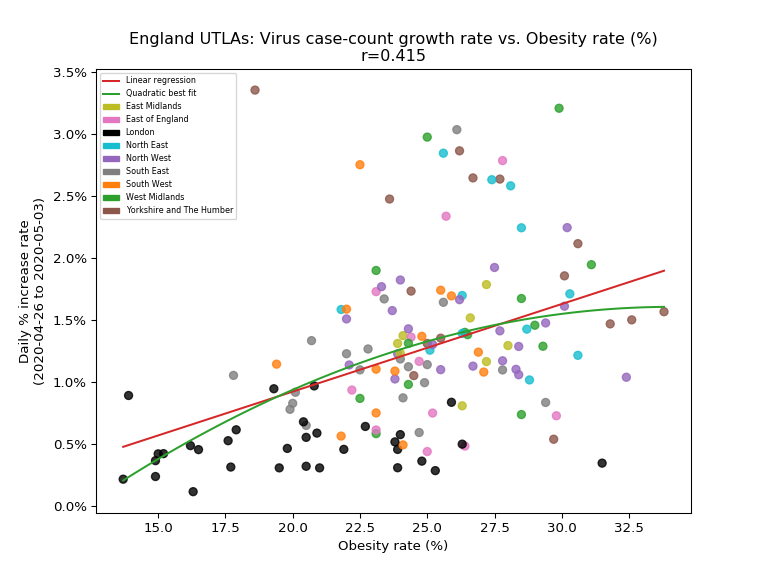 England UTLAs: Virus case-count growth rate vs. Obesity rate (%)
r=0.415
3.5%
3.0%
2.5%
2.0%
1.5%
1.0%
0.5%
0.0%
Daily % increase rate
(2020-04-26 to 2020-05-03)
Linear regression
Quadratic best fit
East Midlands
East of England
London
North East
North West
South East
South West
West Midlands
Yorkshire and The Humber
15.0 17.5 20.0 22.5 25.0 27.5 30.0 32.5
Obesity rate (%)